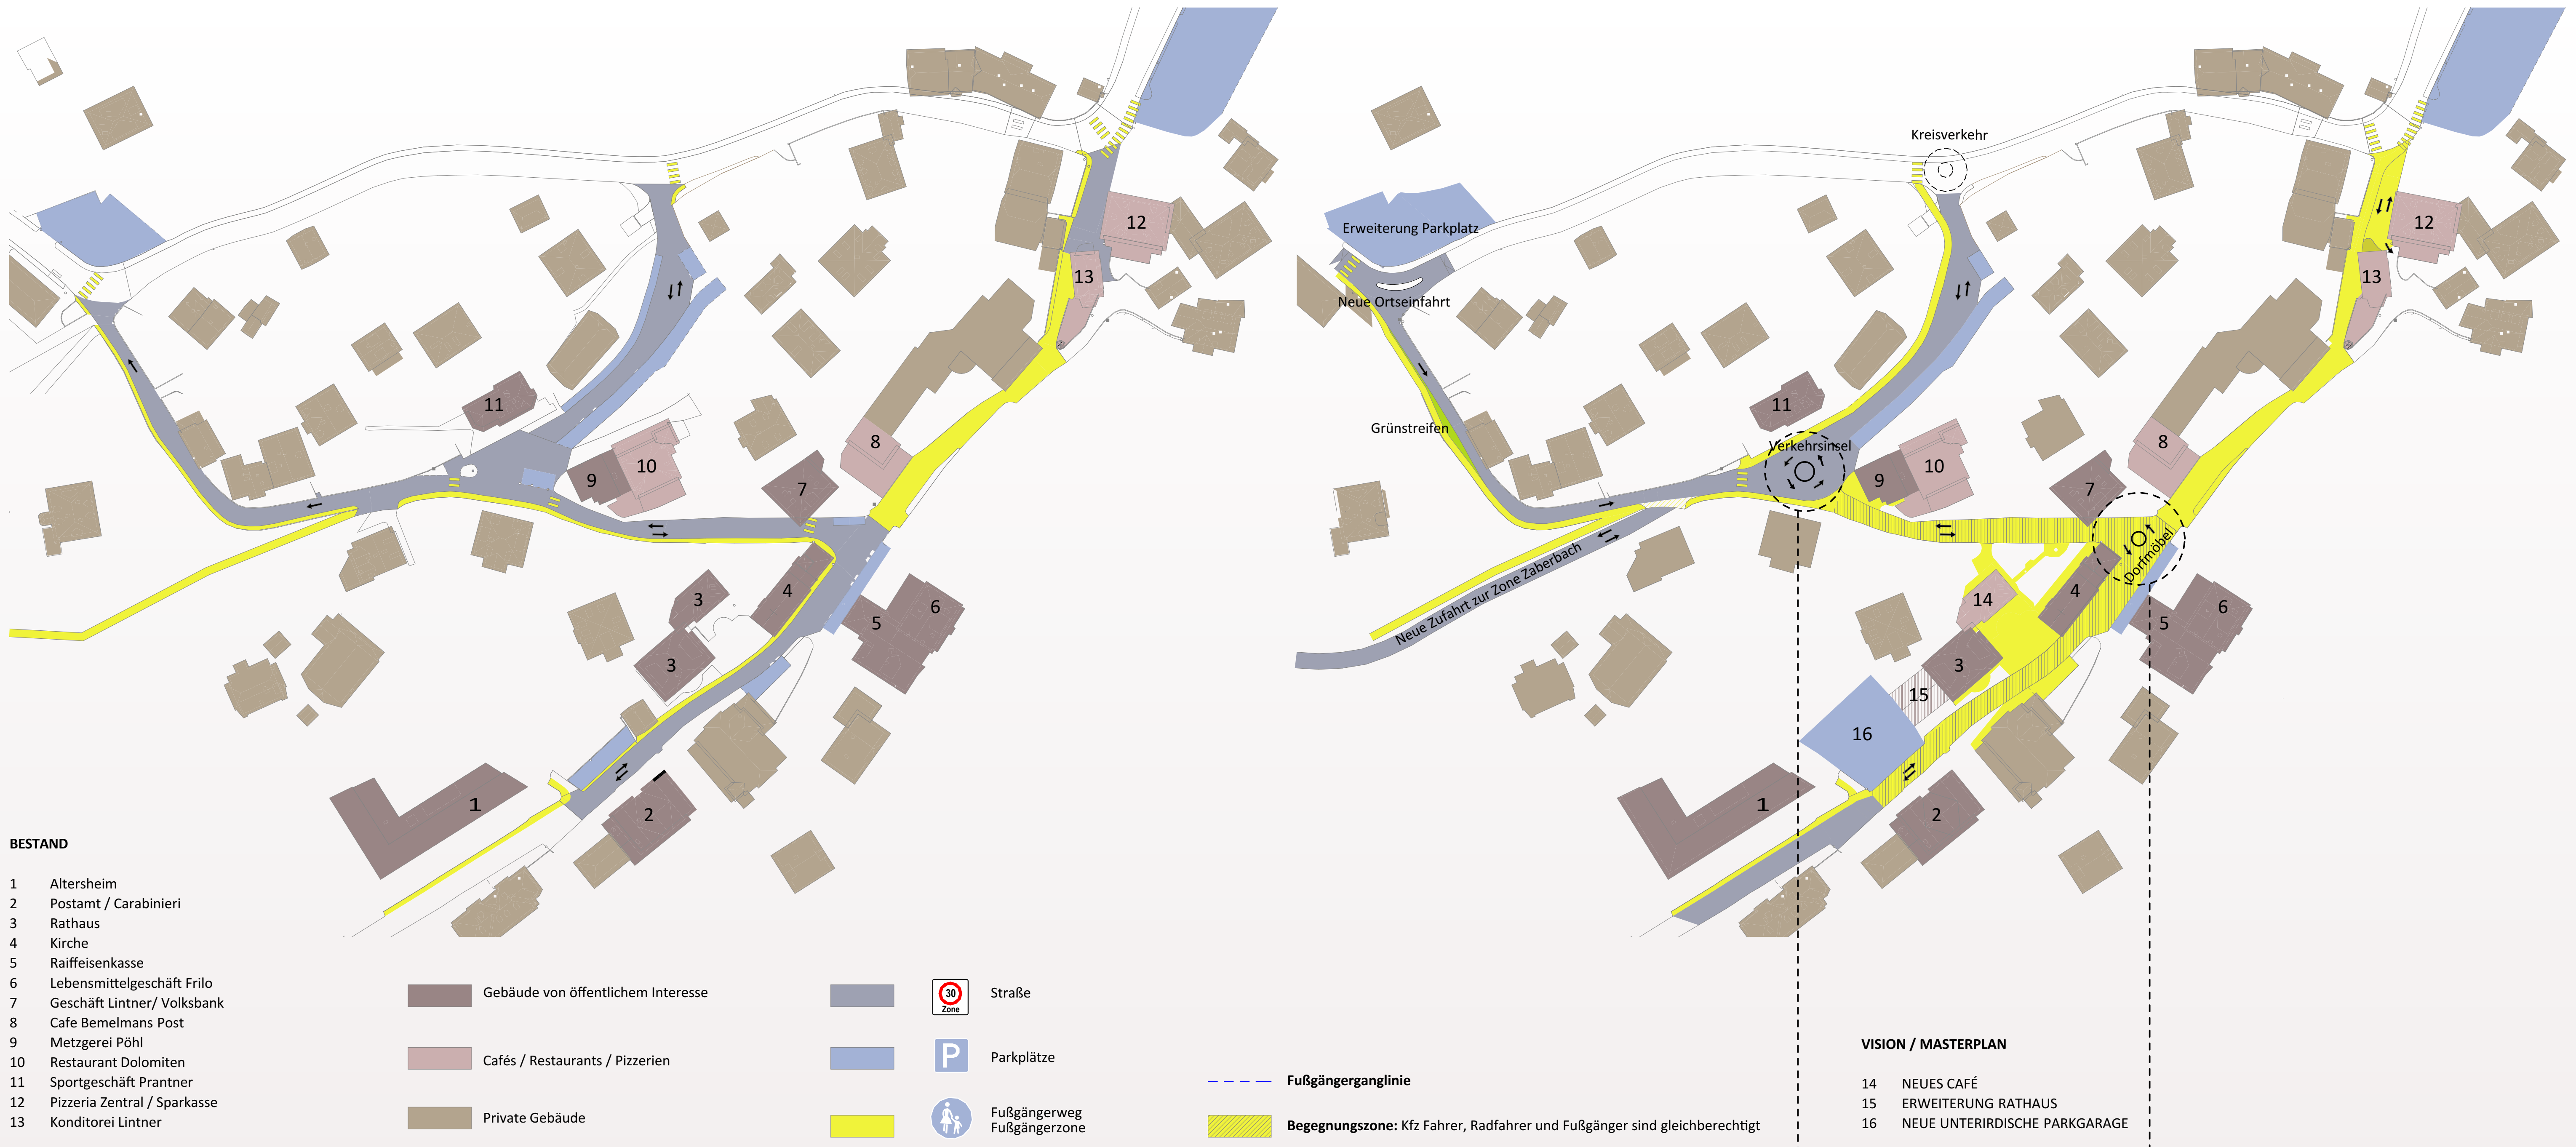 12
13
8
11
10
9
7
3
4
6
5
3
1
2
BESTAND
1 Altersheim
2 Postamt / Carabinieri
3 Rathaus
4 Kirche
5 Raiffeisenkasse
6 Lebensmittelgeschäft Frilo
7 Geschäft Lintner/ Volksbank
8 Cafe Bemelmans Post
9 Metzgerei Pöhl
10 Restaurant Dolomiten
11 Sportgeschäft Prantner
12 Pizzeria Zentral / Sparkasse
13 Konditorei Lintner
Gebäude von öffentlichem Interesse
Cafés / Restaurants / Pizzerien
Private Gebäude
30
Zone
Straße
P
Parkplätze
Fußgängerweg
Fußgängerzone
Fußgängerganglinie
Begegnungszone: Kfz Fahrer, Radfahrer und Fußgänger sind gleichberechtigt
Kreisverkehr
Erweiterung Parkplatz
Neue Ortseinfahrt
Grünstreifen
Verkehrsinsel
Neue Zufahrt zur Zone Zaberbach
Dorfmöbel
12
13
8
11
10
9
7
14
4
6
5
3
15
16
1
2
VISION / MASTERPLAN
14 NEUES CAFÉ
15 ERWEITERUNG RATHAUS
16 NEUE UNTERIRDISCHE PARKGARAGE